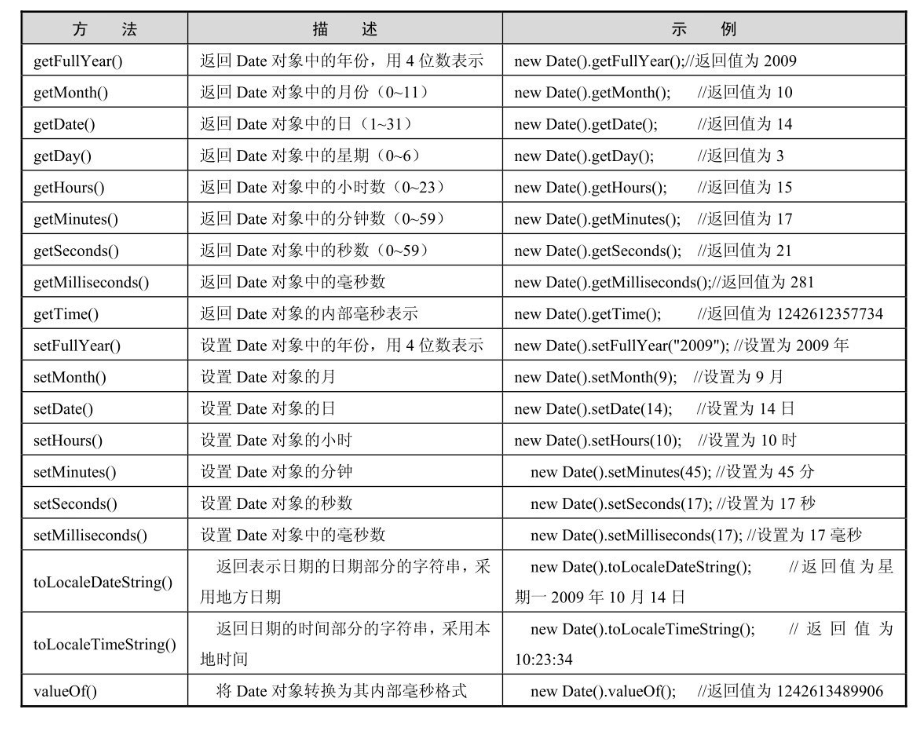 方 法 描 述 示 例
getFullYear() 返回 Date 对象中的年份，用 4 位数表示 new Date().getFullYear();//返回值为 2009
getMonth() 返回 Date 对象中的月份（0~11） new Date().getMonth(); //返回值为 10
getDate() 返回 Date 对象中的日（1~31） new Date().getDate(); //返回值为 14
getDay() 返回 Date 对象中的星期（0~6） new Date().getDay(); //返回值为 3
getHours() 返回 Date 对象中的小时数（0~23） new Date().getHours(); //返回值为 15
getMinutes() 返回 Date 对象中的分钟数（0~59） new Date().getMinutes(); //返回值为 17
getSeconds() 返回 Date 对象中的秒数（0~59） new Date().getSeconds(); //返回值为 21
getMilliseconds() 返回 Date 对象中的毫秒数 new Date().getMilliseconds();//返回值为 281
getTime() 返回 Date 对象的内部毫秒表示 new Date().getTime(); //返回值为 1242612357734
setFullYear() 设置 Date 对象中的年份，用 4 位数表示 new Date().setFullYear("2009"); //设置为 2009 年
setMonth() 设置 Date 对象的月 new Date().setMonth(9); //设置为 9 月
setDate() 设置 Date 对象的日 new Date().setDate(14); //设置为 14 日
setHours() 设置 Date 对象的小时 new Date().setHours(10); //设置为 10 时
setMinutes() 设置 Date 对象的分钟 new Date().setMinutes(45); //设置为 45 分
setSeconds() 设置 Date 对象的秒数 new Date().setSeconds(17); //设置为 17 秒
setMilliseconds() 设置 Date 对象中的毫秒数 new Date().setMilliseconds(17); //设置为 17 毫秒
toLocaleDateString() 返回表示日期的日期部分的字符串，采 new Date().toLocaleDateString(); //返回值为星
用地方日期 期一 2009 年 10 月 14 日
toLocaleTimeString() 返回日期的时间部分的字符串，采用本 new Date().toLocaleTimeString(); // 返 回 值 为
地时间 10:23:34
valueOf() 将 Date 对象转换为其内部毫秒格式 new Date().valueOf(); //返回值为 1242613489906